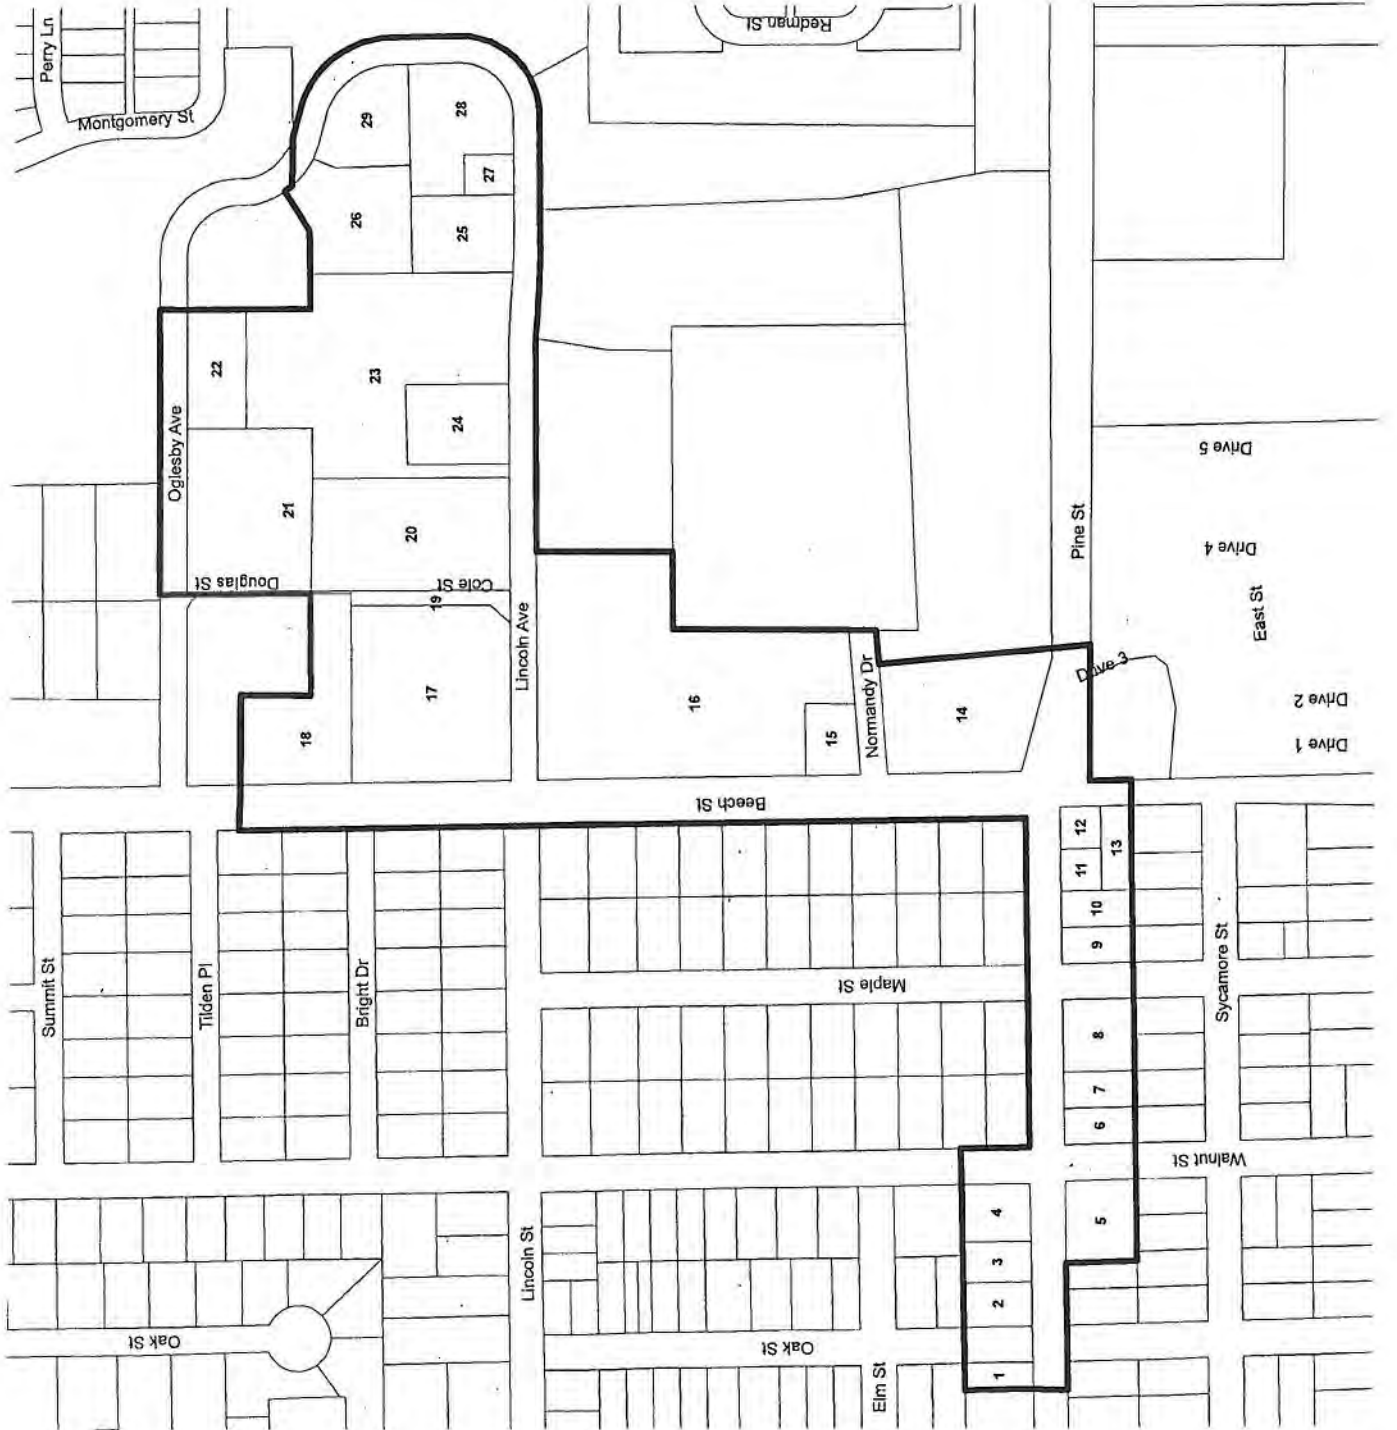 Perry Ln
Redman St
Montgomery St
29
28
27
26
25
22
23
24
Oglesby Ave
Drive 5
21
20
Pine St
Drive 4
Douglas St
Cole St
19
East St
Lincoln Ave
17
16
Normandy Dr
Drive 3
18
15
14
Drive 2
Drive 1
Beech St
12
11
13
10
9
Summit St
Tilden Pl
Bright Dr
Maple St
Sycamore St
8
7
6
Walnut St
4
5
3
2
Lincoln St
Oak St
Oak St
Elm St
1